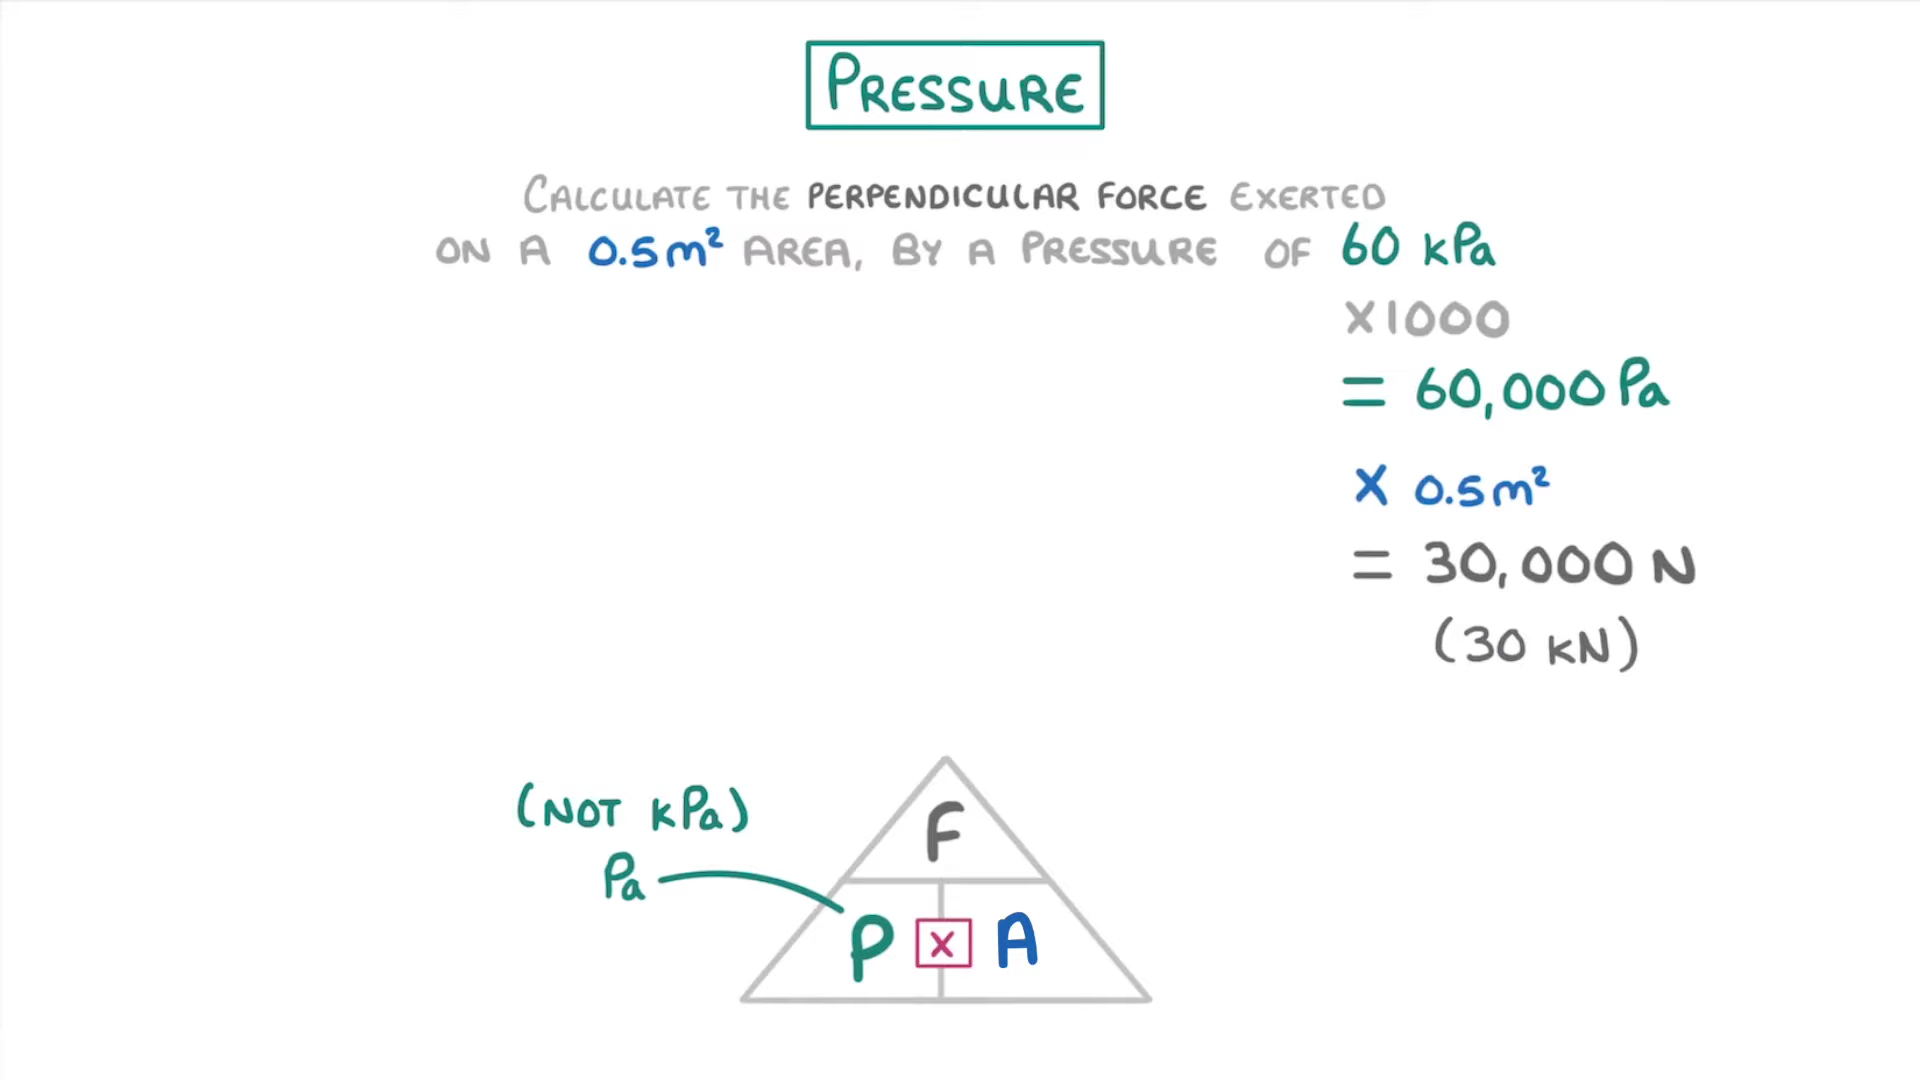 PRESSURE
CALCULATE THE PERPENDICULAR FORCE EXERTED
ON A 0.5m² AREA, BY A PRESSURE OF 60 kPa
x1000
= 60,000 Pa
x 0.5m²
= 30,000 N
(30 kN)
(NOT kPa)
Pa
F
P x A